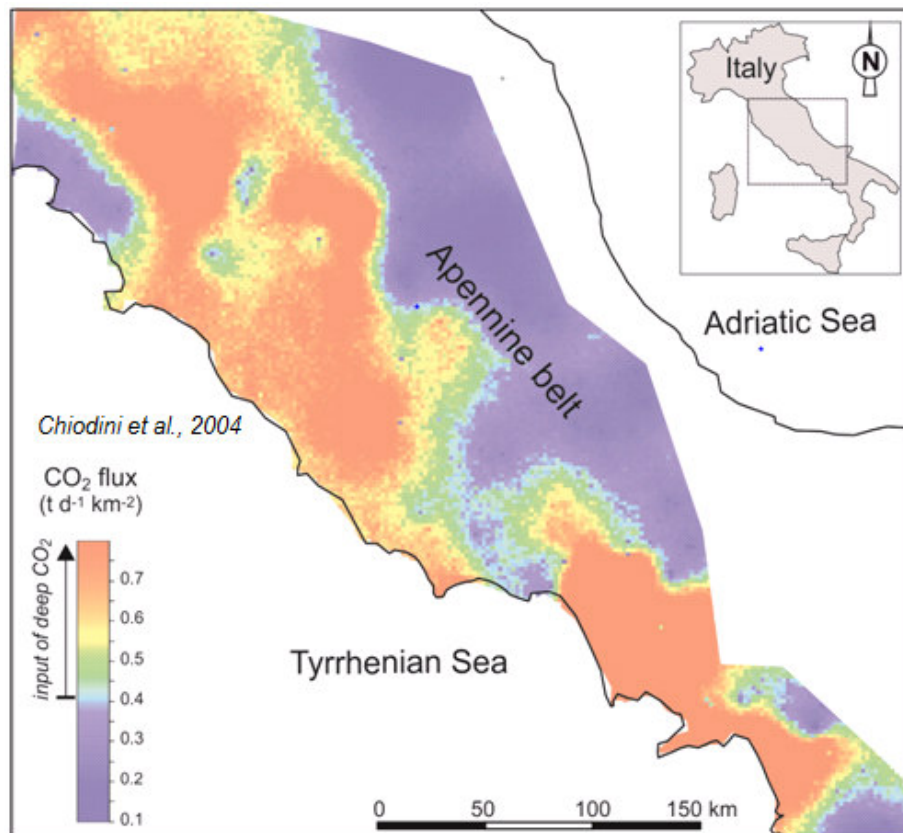 Italy
N
Apennine belt
Adriatic Sea
Chiodini et al., 2004
CO₂ flux
(t d⁻¹ km⁻²)
input of deep CO₂
0.7
0.6
0.5
0.4
0.3
0.2
0.1
Tyrrhenian Sea
0 50 100 150 km